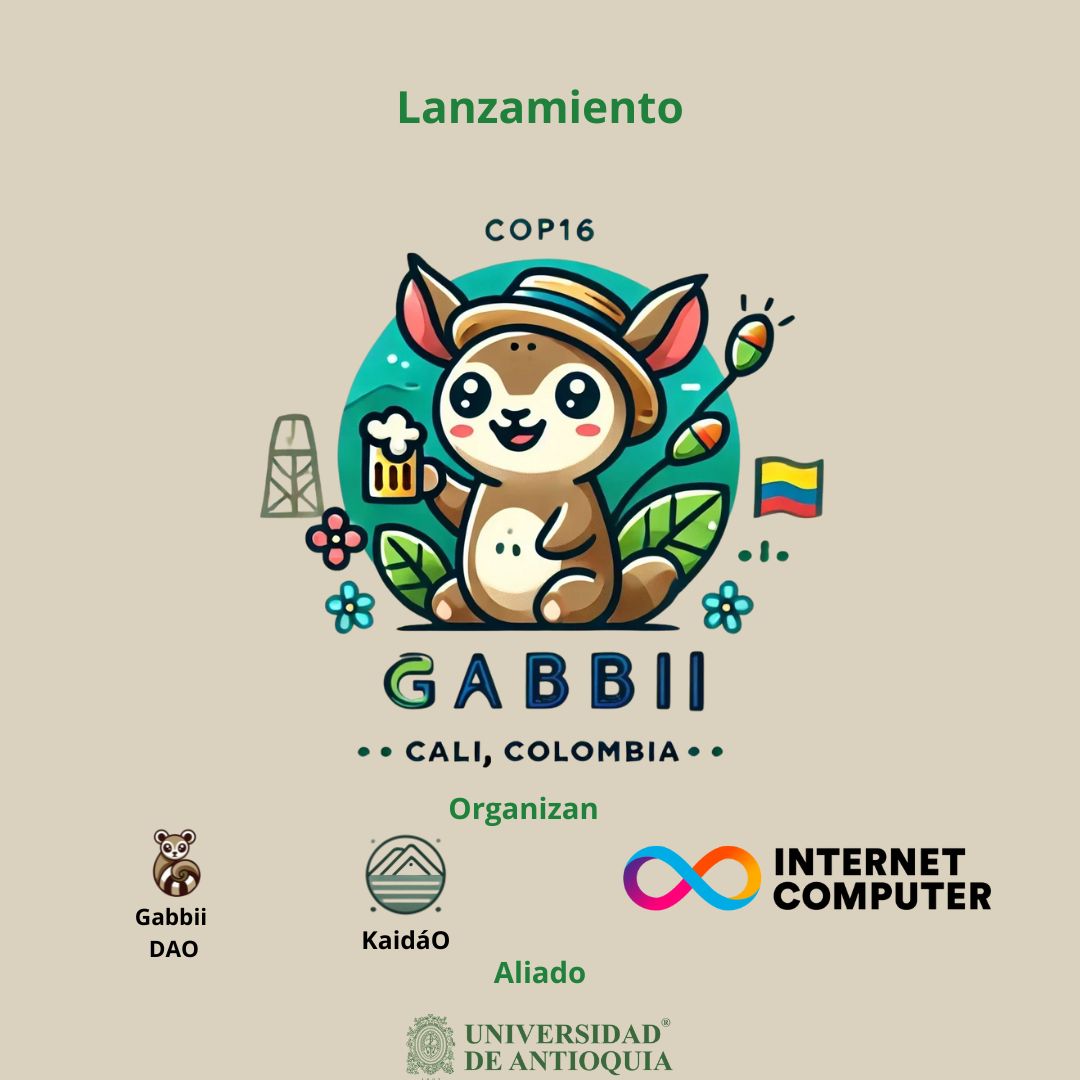 Lanzamiento
COP16
GABBII
CALI, COLOMBIA
Organizan
Gabbii
DAO
KaidáO
INTERNET
COMPUTER
Aliado
UNIVERSIDAD®
DE ANTIOQUIA